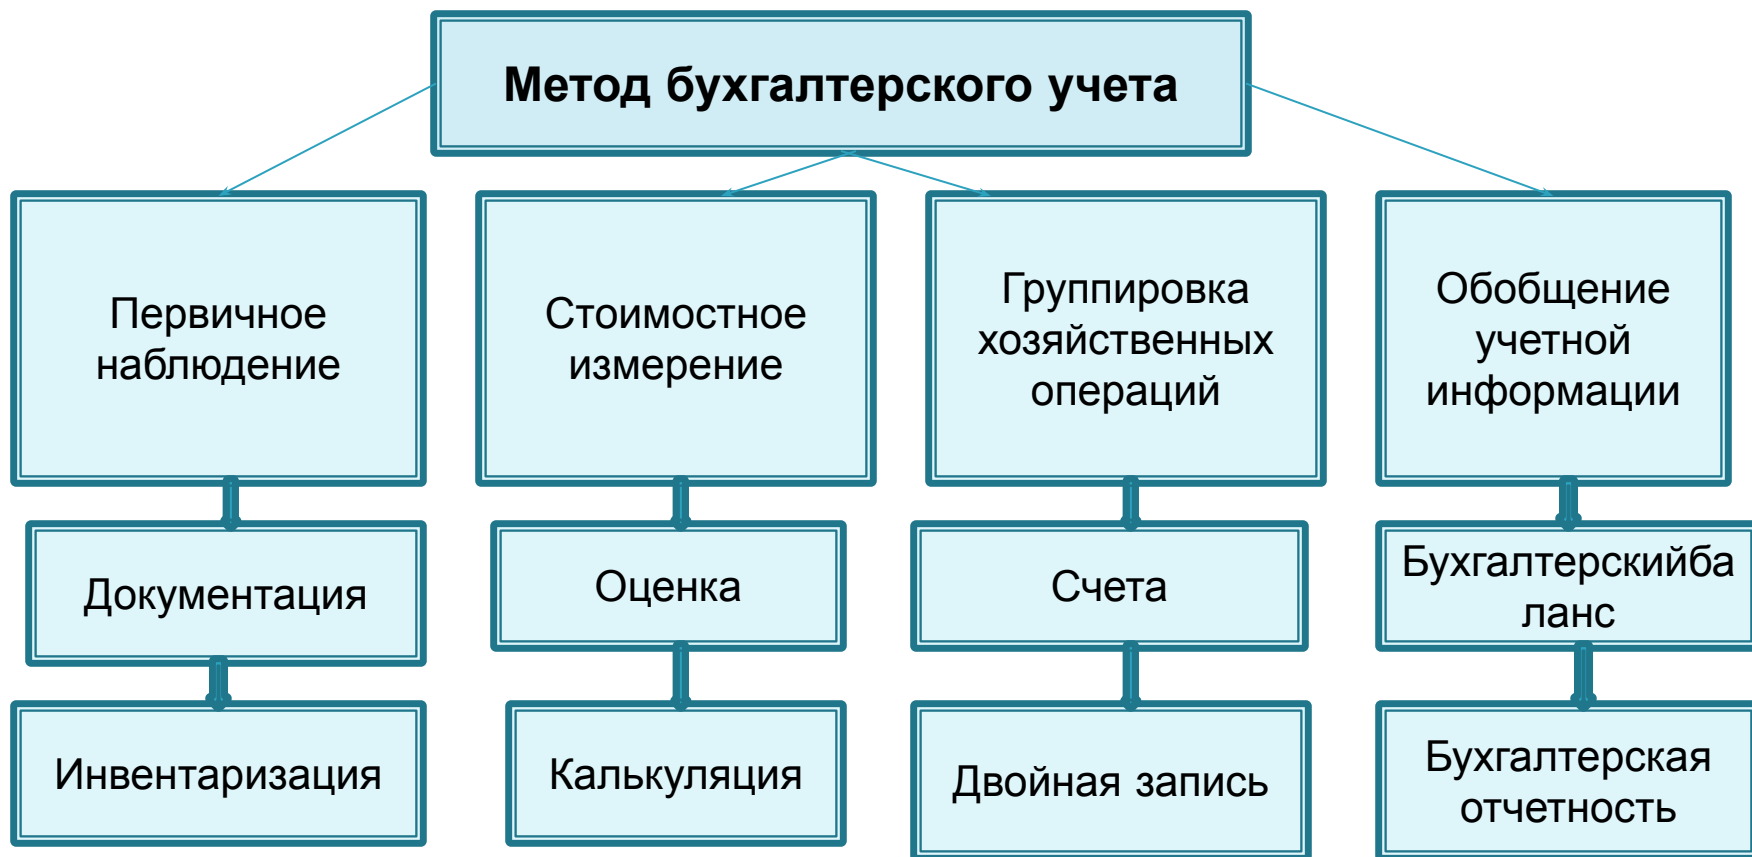 Метод бухгалтерского учета
Первичное
наблюдение
Стоимостное
измерение
Группировка
хозяйственных
операций
Обобщение
учетной
информации
Документация
Оценка
Счета
Бухгалтерскийба
ланс
Инвентаризация
Калькуляция
Двойная запись
Бухгалтерская
отчетность